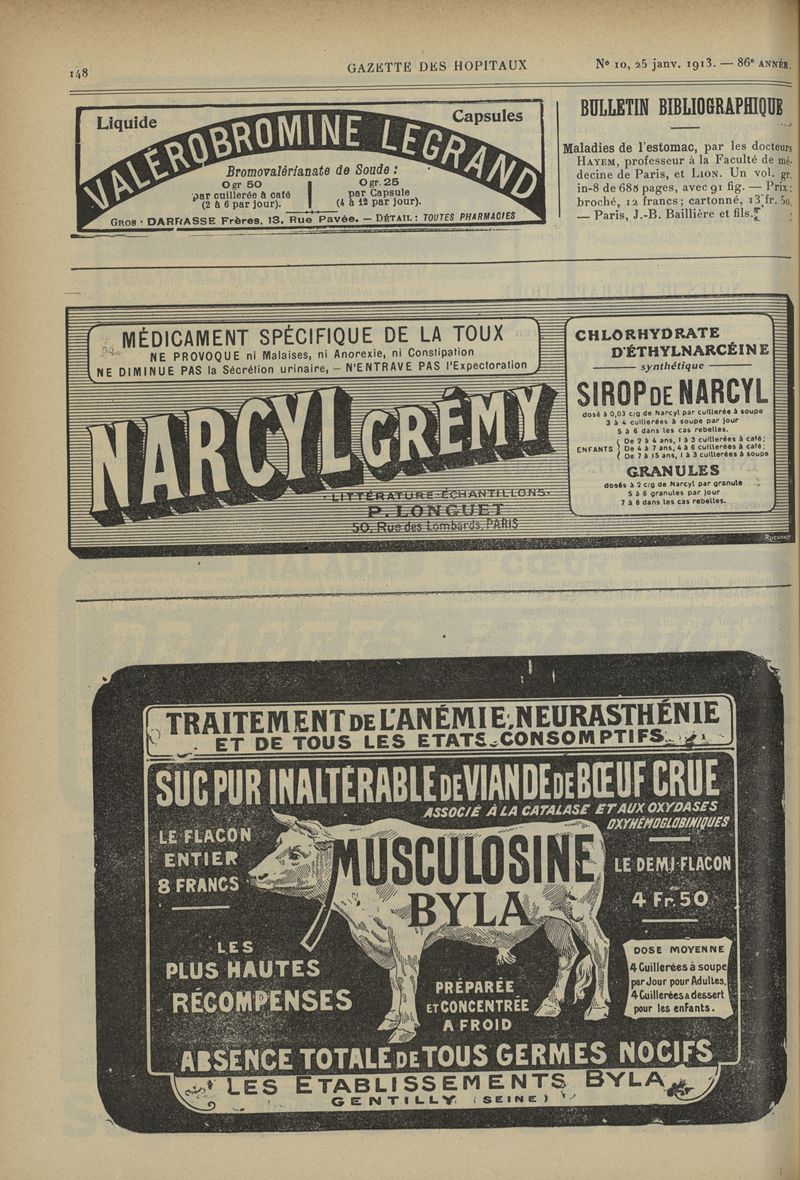 148
GAZETTE DES HOPITAUX
Nº 10, 25 janv. 1913. — 86e ANNÉE.
Liquide
Capsules
VALÉROBROMINE LEGRAND
Bromovalérianate de Soude :
0 gr 50
par cuillerée à café
(2 à 6 par jour).
0 gr. 25
par Capsule
(4 à 12 par jour).
GROS : DARRASSE Frères, 13, Rue Pavée. — DÉTAIL : TOUTES PHARMACIES
BULLETIN BIBLIOGRAPHIQUE
Maladies de l'estomac, par les docteurs
HAYEM, professeur à la Faculté de mé-
decine de Paris, et LION. Un vol. gr.
in-8 de 688 pages, avec 91 fig. — Prix:
broché, 12 francs; cartonné, 13 fr. 50.
— Paris, J.-B. Baillière et fils.
MÉDICAMENT SPÉCIFIQUE DE LA TOUX
NE PROVOQUE ni Malaises, ni Anorexie, ni Constipation
NE DIMINUE PAS la Sécrétion urinaire, — N'ENTRAVE PAS l'Expectoration
NARCYL GRÉMY
LITTÉRATURE-ÉCHANTILLONS
P. LONGUET
50, Rue des Lombards, PARIS
CHLORHYDRATE
D'ÉTHYLNARCÉINE
synthétique
SIROP DE NARCYL
dosé à 0,03 c/g de Narcyl par cuillerée à soupe
3 à 4 cuillerées à soupe par jour
5 à 6 dans les cas rebelles.
ENFANTS
De 2 à 4 ans, 1 à 3 cuillerées à café;
De 4 à 7 ans, 4 à 6 cuillerées à café;
De 7 à 15 ans, 1 à 3 cuillerées à soupe
GRANULES
dosés à 2 c/g de Narcyl par granule
5 à 6 granules par jour
7 à 8 dans les cas rebelles.
TRAITEMENT DE L'ANÉMIE, NEURASTHÉNIE
ET DE TOUS LES ETATS CONSOMPTIFS
SUC PUR INALTÉRABLE DE VIANDE DE BŒUF CRUE
ASSOCIÉ À LA CATALASE ET AUX OXYDASES
OXYHÉMOGLOBINIQUES
LE FLACON
ENTIER
8 FRANCS
MUSCULOSINE
BYLA
LE DEMI-FLACON
4 Fr. 50
LES
PLUS HAUTES
RÉCOMPENSES
PRÉPARÉE
ET CONCENTRÉE
A FROID
DOSE MOYENNE
4 Cuillerées à soupe
par Jour pour Adultes,
4 Cuillerées à dessert
pour les enfants.
ABSENCE TOTALE DE TOUS GERMES NOCIFS
LES ETABLISSEMENTS BYLA
GENTILLY (SEINE)